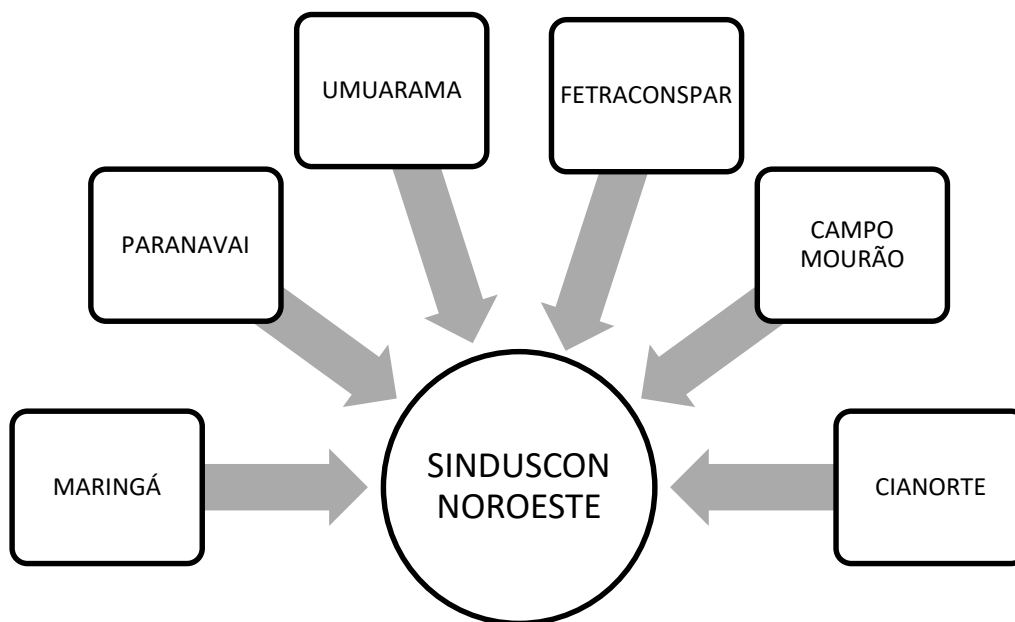 UMUARAMA
FETRACONSPAR
PARANAVAI
CAMPO
MOURÃO
MARINGÁ
SINDUSCON
NOROESTE
CIANORTE